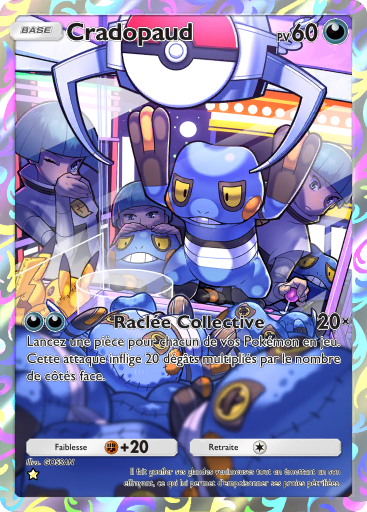 BASE Cradopaud PV60
Raclée Collective 20×
Lancez une pièce pour chacun de vos Pokémon en jeu.
Cette attaque inflige 20 dégâts multipliés par le nombre
de côtés face.
Faiblesse +20 Retraite
Illus. GOSSAN
Il fait gonfler ses glandes venimeuses tout en émettant un son
effrayant, ce qui lui permet d'empoisonner ses proies pétrifiées.